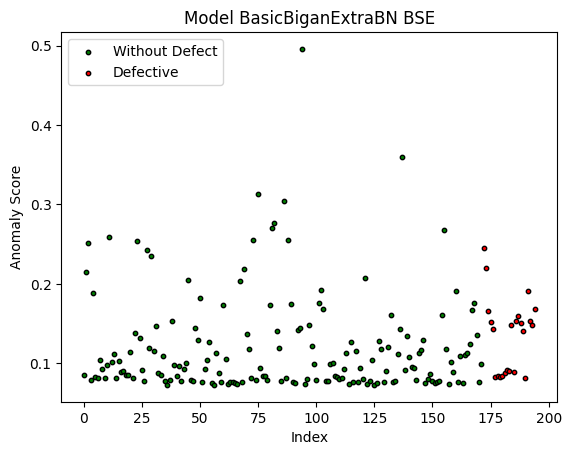 Model BasicBiganExtraBN BSE
Without Defect
Defective
0.5
0.4
0.3
0.2
0.1
Anomaly Score
0 25 50 75 100 125 150 175 200
Index